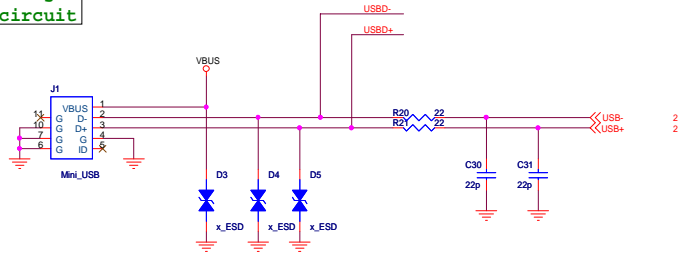 circuit
USBD-
USBD+
VBUS
J1
VBUS 1
11 G D- 2
10 G D+ 3
7 G G 4
6 G ID 5
Mini_USB
R20 22
R21 22
USB- 2
USB+ 2
D3
D4
D5
C30
C31
22p
22p
x_ESD
x_ESD
x_ESD